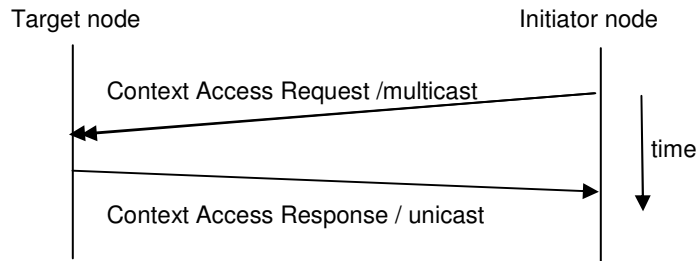 Target node
Initiator node
Context Access Request /multicast
time
Context Access Response / unicast